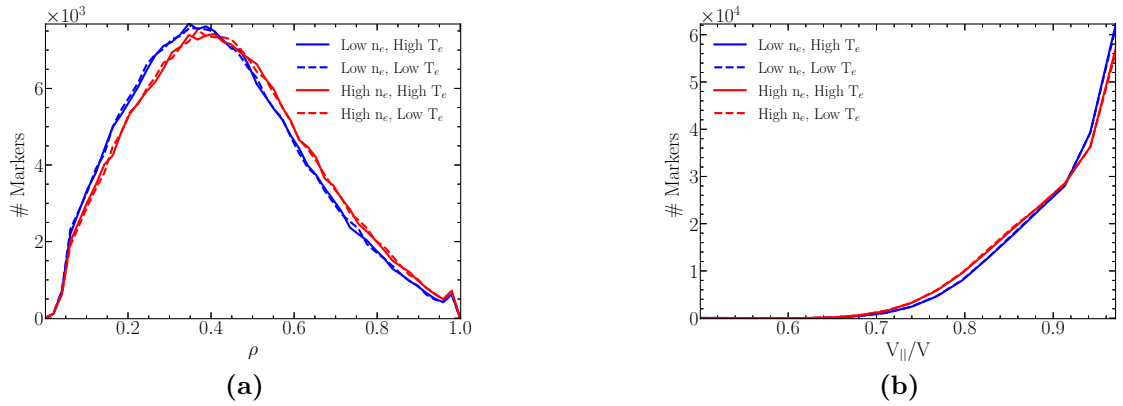 ×10³
# Markers
0
2
4
6
0.2
0.4
0.6
0.8
1.0
ρ
Low nₑ, High Tₑ
Low nₑ, Low Tₑ
High nₑ, High Tₑ
High nₑ, Low Tₑ
(a)
×10⁴
# Markers
0
1
2
3
4
5
6
0.6
0.7
0.8
0.9
V||/V
Low nₑ, High Tₑ
Low nₑ, Low Tₑ
High nₑ, High Tₑ
High nₑ, Low Tₑ
(b)